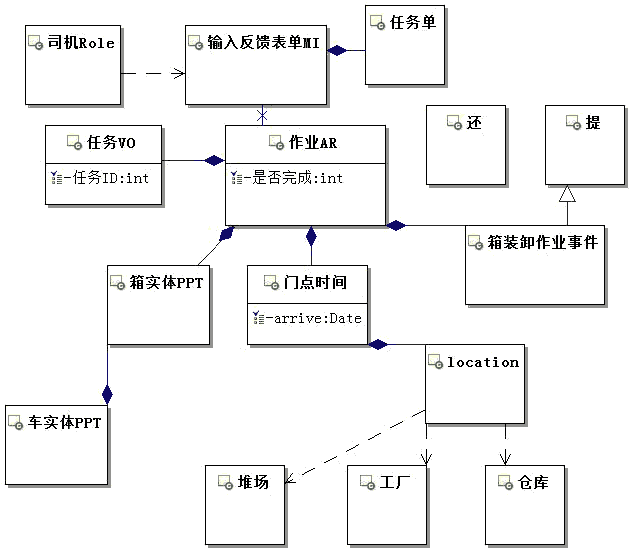 任务单
司机Role
输入反馈表单MI
还
提
任务VO
-任务ID:int
作业AR
-是否完成:int
箱装卸作业事件
箱实体PPT
门点时间
-arrive:Date
location
车实体PPT
堆场
工厂
仓库